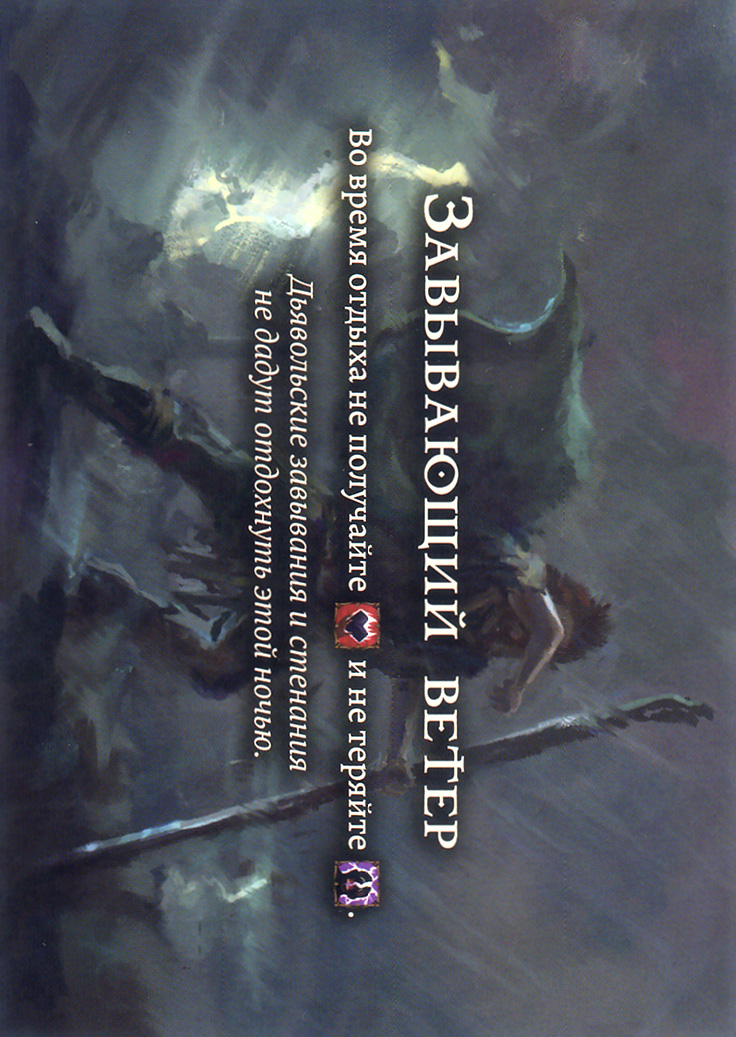 Завывающий ветер
Во время отдыха не получайте и не теряйте .
Дьявольские завывания и стенания
не дадут отдохнуть этой ночью.